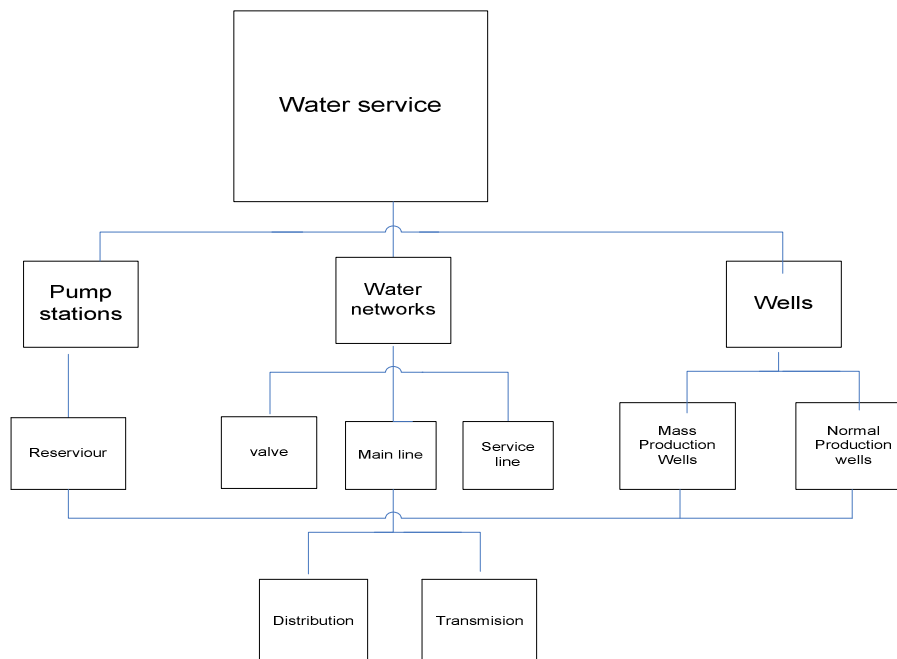 Water service
Pump
stations
Water
networks
Wells
Reserviour
valve
Main line
Service
line
Mass
Production
Wells
Normal
Production
wells
Distribution
Transmision